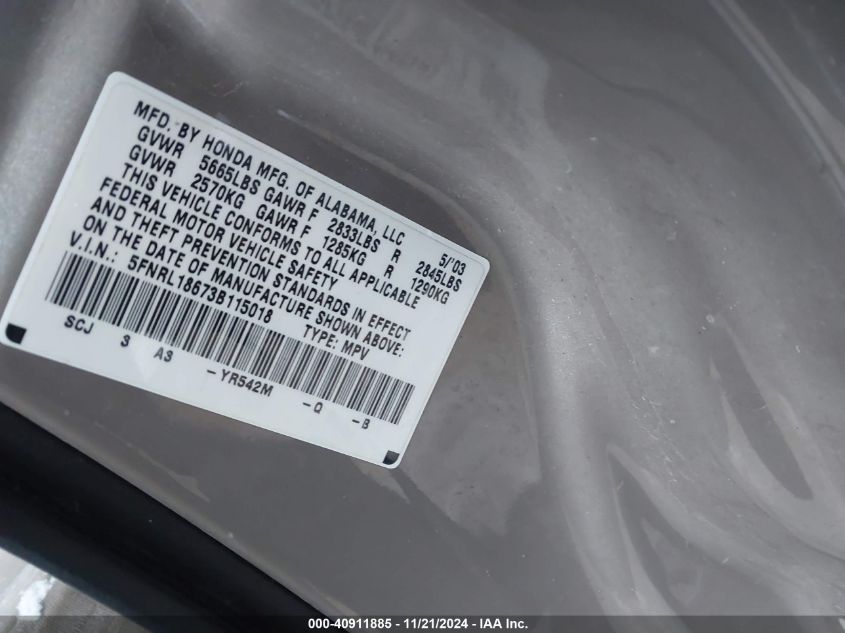 MFD. BY HONDA MFG. OF ALABAMA, LLC 5/'03
GVWR 5665LBS GAWR F 2833LBS R 2845LBS
GVWR 2570KG GAWR F 1285KG R 1290KG
THIS VEHICLE CONFORMS TO ALL APPLICABLE
FEDERAL MOTOR VEHICLE SAFETY
AND THEFT PREVENTION STANDARDS IN EFFECT
ON THE DATE OF MANUFACTURE SHOWN ABOVE:
V.I.N.: 5FNRL18673B115018 TYPE: MPV
SCJ 3 A3 -YR542M -Q -B
000-40911885 - 11/21/2024 - IAA Inc.